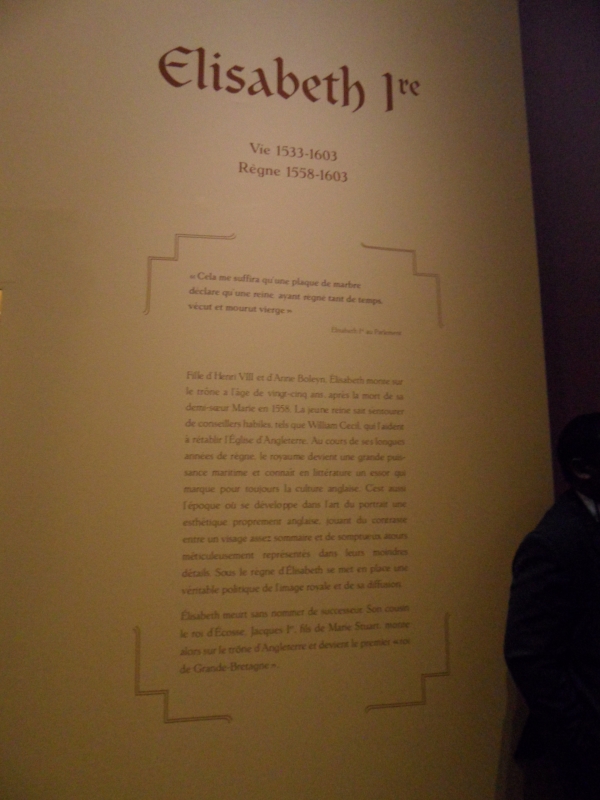 Elisabeth Ire
Vie 1533-1603
Règne 1558-1603
« Cela me suffira qu'une plaque de marbre
déclare qu'une reine, ayant régné tant de temps,
vécut et mourut vierge »
Elisabeth Ire au Parlement
Fille d'Henri VIII et d'Anne Boleyn, Élisabeth monte sur
le trône à l'âge de vingt-cinq ans, après la mort de sa
demi-sœur Marie en 1558. La jeune reine sait s'entourer
de conseillers habiles, tels que William Cecil, qui l'aident
à rétablir l'Église d'Angleterre. Au cours de ses longues
années de règne, le royaume devient une grande puis-
sance maritime et connaît en littérature un essor qui
marque pour toujours la culture anglaise. C'est aussi
l'époque où se développe dans l'art du portrait une
esthétique proprement anglaise, jouant du contraste
entre un visage assez sommaire et de somptueux atours
méticuleusement représentés dans leurs moindres
détails. Sous le règne d'Élisabeth se met en place une
véritable politique de l'image royale et de sa diffusion.
Élisabeth meurt sans nommer de successeur. Son cousin
le roi d'Écosse, Jacques Ier, fils de Marie Stuart, monte
alors sur le trône d'Angleterre et devient le premier « roi
de Grande-Bretagne ».